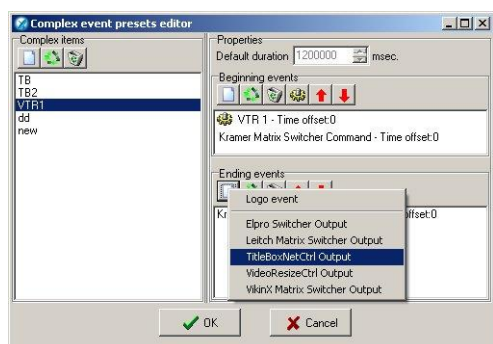 Complex event presets editor
Complex items
Properties
Default duration 1200000 msec.
TB
TB2
VTR1
dd
new
Beginning events
VTR 1 - Time offset:0
Kramer Matrix Switcher Command - Time offset:0
Ending events
Kr
offset:0
Logo event
Elpro Switcher Output
Leitch Matrix Switcher Output
TitleBoxNetCtrl Output
VideoResizeCtrl Output
VikinX Matrix Switcher Output
OK
Cancel